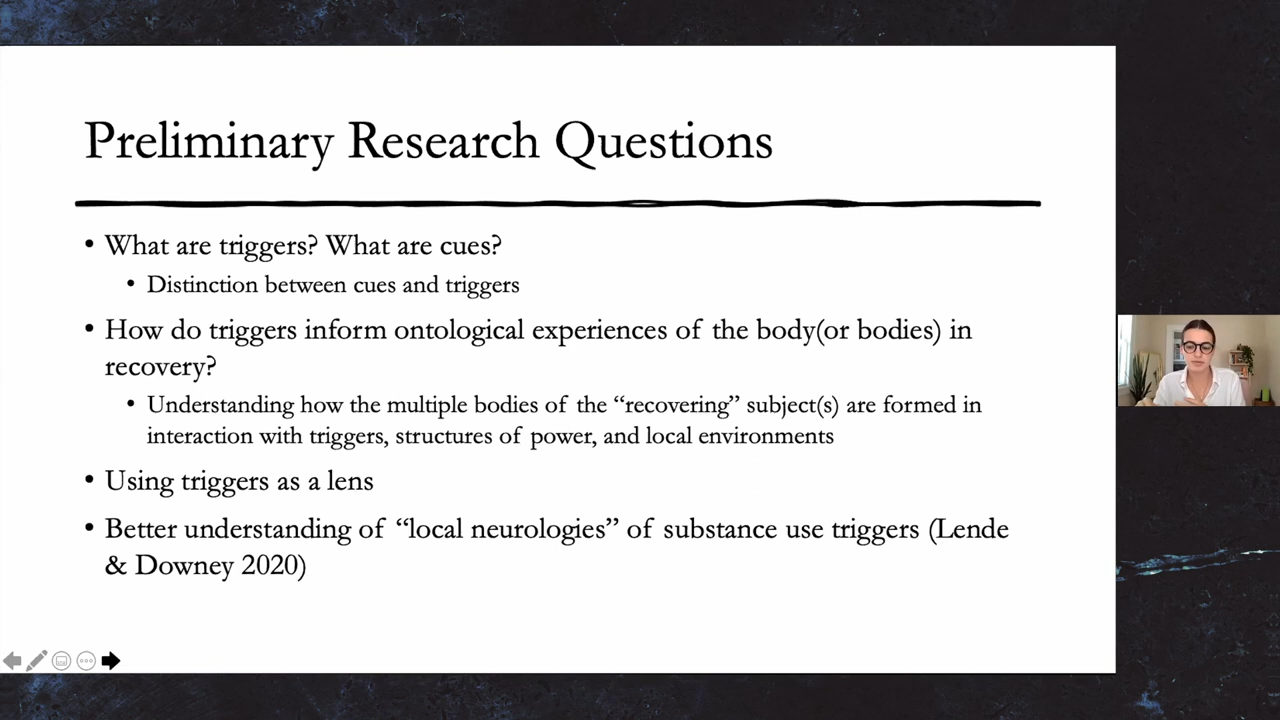 Preliminary Research Questions
• What are triggers? What are cues?
• Distinction between cues and triggers
• How do triggers inform ontological experiences of the body(or bodies) in
recovery?
• Understanding how the multiple bodies of the “recovering” subject(s) are formed in
interaction with triggers, structures of power, and local environments
• Using triggers as a lens
• Better understanding of “local neurologies” of substance use triggers (Lende
& Downey 2020)